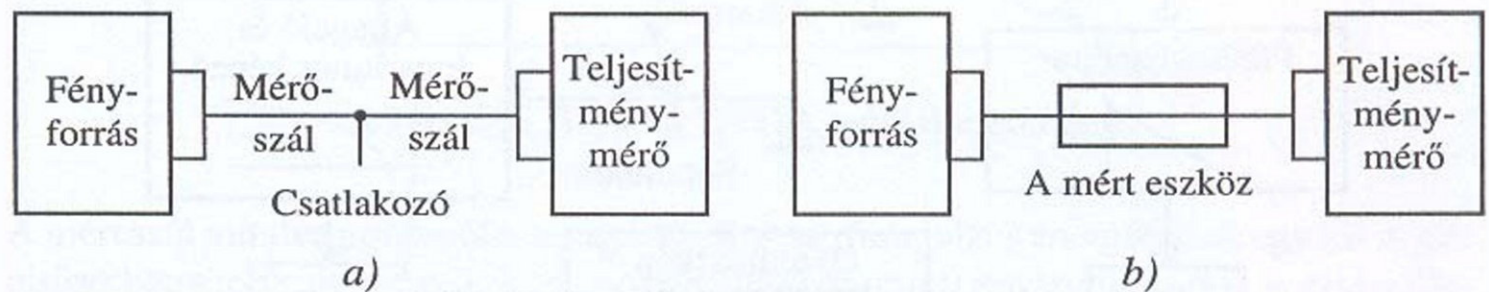 Fény-
forrás
Mérő-
szál
Mérő-
szál
Csatlakozó
Teljesít-
mény-
mérő
a)
Fény-
forrás
A mért eszköz
Teljesít-
mény-
mérő
b)